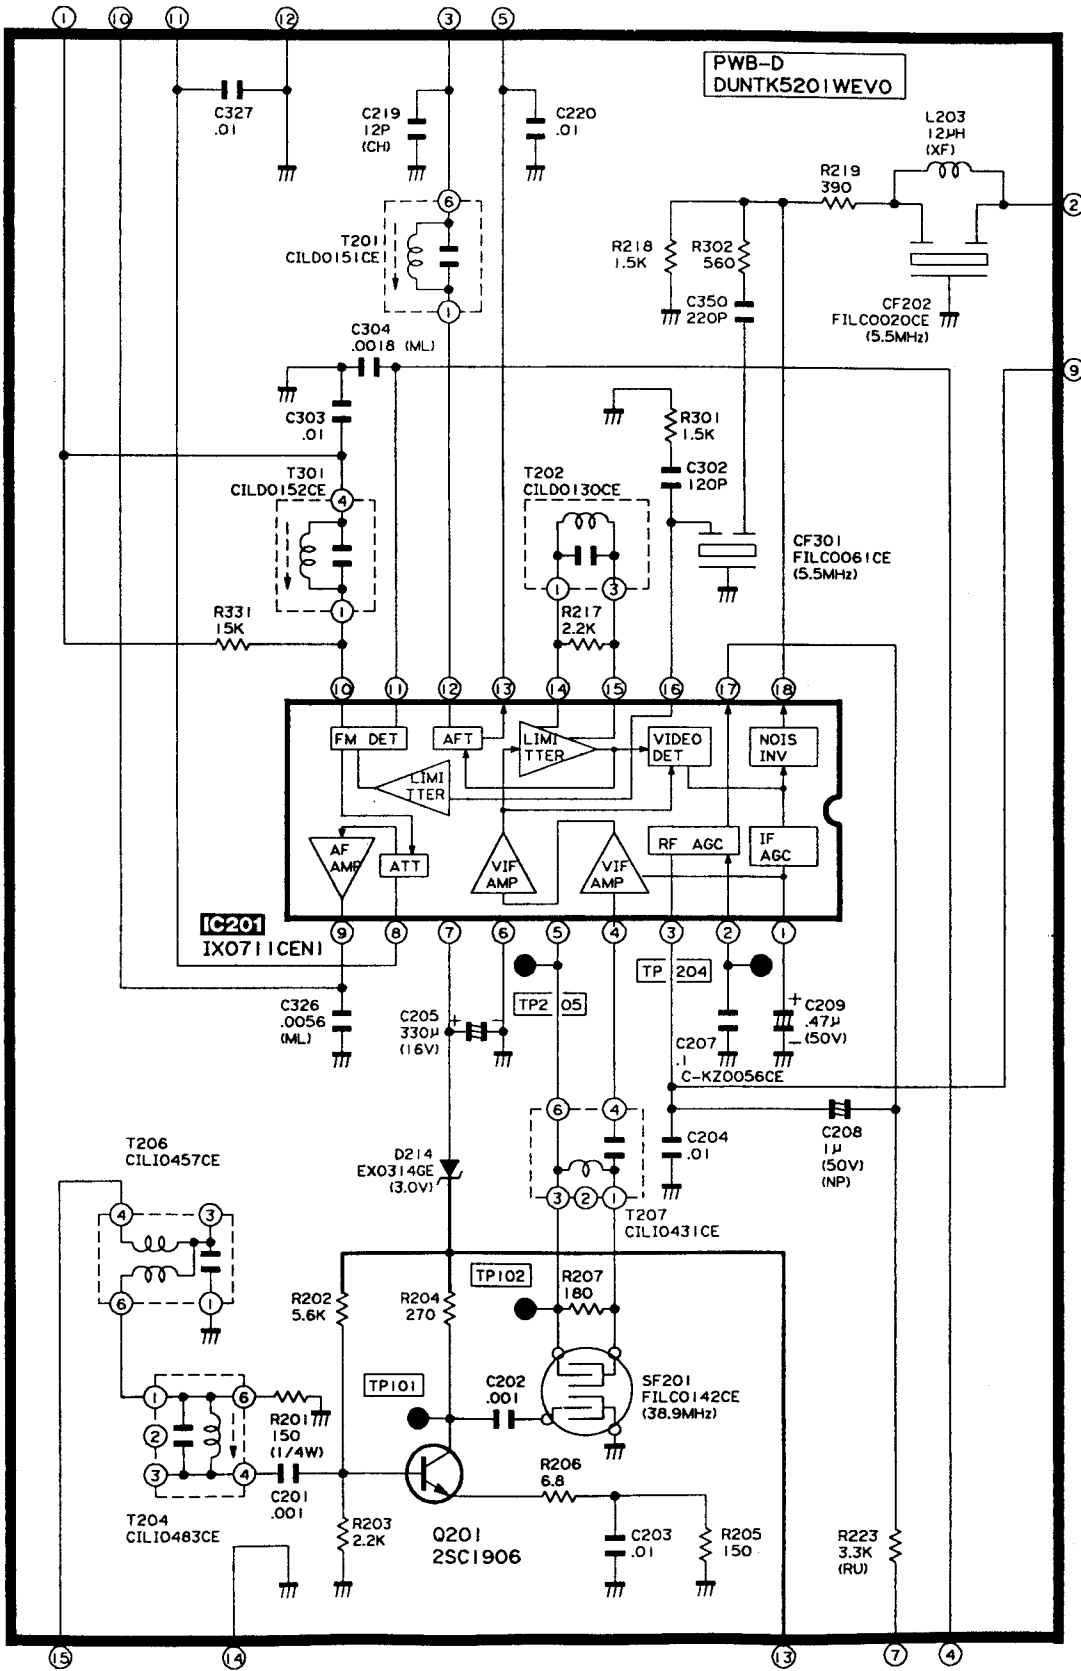 1 10 11 12 3 5
PWB-D
DUNTK5201WEV0
C327
.01
C219
12P
(CH)
C220
.01
L203
12μH
(XF)
R219
390
2
6
T201
CILD0151CE
1
R218
1.5K
R302
560
C350
220P
CF202
FILC0020CE
(5.5MHz)
C304
.0018 (ML)
9
C303
.01
R301
1.5K
T301
CILD0152CE
4
1
T202
CILD0130CE
1 3
C302
120P
CF301
FILC0061CE
(5.5MHz)
R331
15K
R217
2.2K
10 11 12 13 14 15 16 17 18
FM DET
AFT
LIMI
TTER
VIDEO
DET
NOIS
INV
LIMI
TTER
AF
AMP
ATT
VIF
AMP
VIF
AMP
RF AGC
IF
AGC
IC201
IX0711CEN1
9 8 7 6 5 4 3 2 1
TP 204
TP2 05
C326
.0056
(ML)
C205
330μ
(16V)
+ -
C207
.1
C-KZ0056CE
+
C209
.47μ
(50V)
-
6 4
3 2 1
T207
CILI0431CE
C204
.01
C208
1μ
(50V)
(NP)
T206
CILI0457CE
4 3
6 1
D214
EX0314GE
(3.0V)
TP102
R207
180
R202
5.6K
R204
270
TP101
C202
.001
SF201
FILC0142CE
(38.9MHz)
1 6
2
3 4
R201
150
(1/4W)
T204
CILI0483CE
C201
.001
R203
2.2K
Q201
2SC1906
R206
6.8
C203
.01
R205
150
R223
3.3K
(RU)
15 14 13 7 4